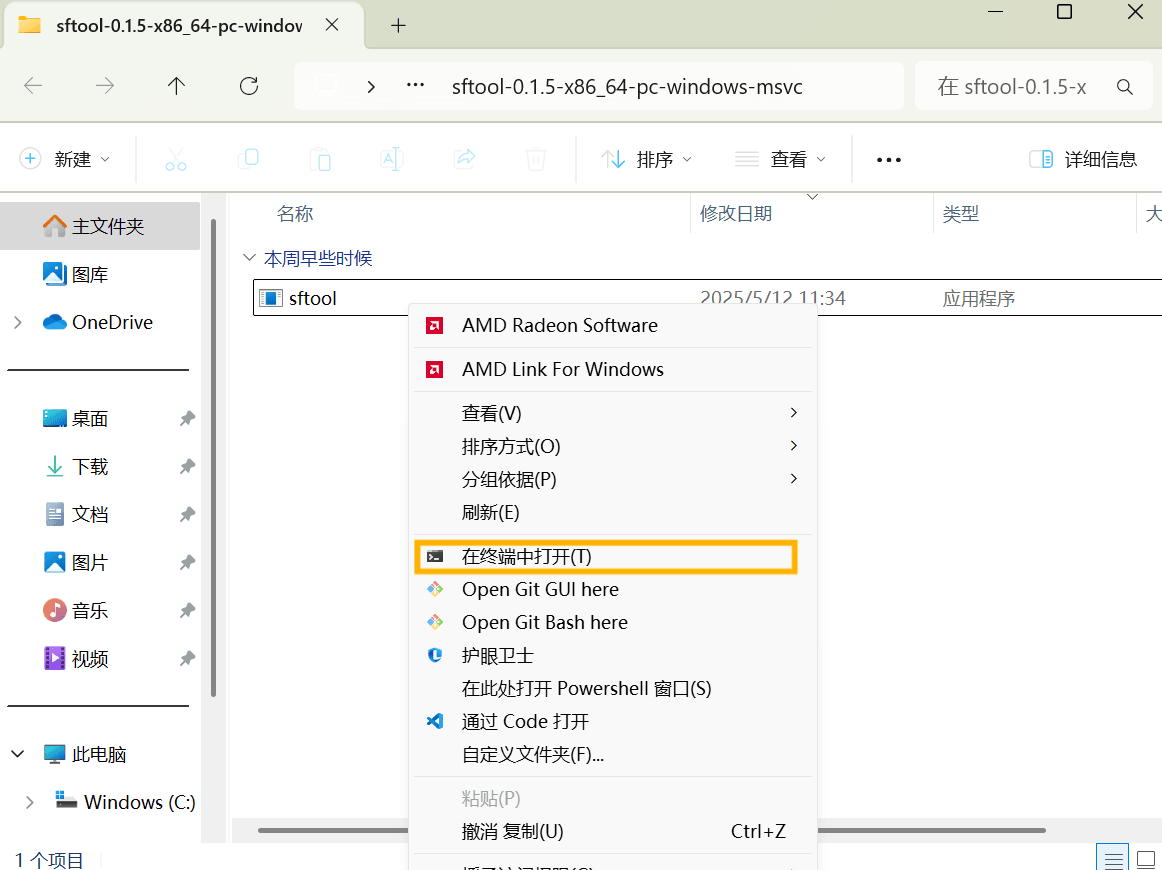 sftool-0.1.5-x86_64-pc-window
sftool-0.1.5-x86_64-pc-windows-msvc
在 sftool-0.1.5-x
新建
排序
查看
详细信息
主文件夹
图库
OneDrive
桌面
下载
文档
图片
音乐
视频
此电脑
Windows (C:)
名称
修改日期
类型
大
本周早些时候
sftool
2025/5/12 11:34
应用程序
AMD Radeon Software
AMD Link For Windows
查看(V)
排序方式(O)
分组依据(P)
刷新(E)
在终端中打开(T)
Open Git GUI here
Open Git Bash here
护眼卫士
在此处打开 Powershell 窗口(S)
通过 Code 打开
自定义文件夹(F)...
粘贴(P)
撤消 复制(U) Ctrl+Z
1 个项目